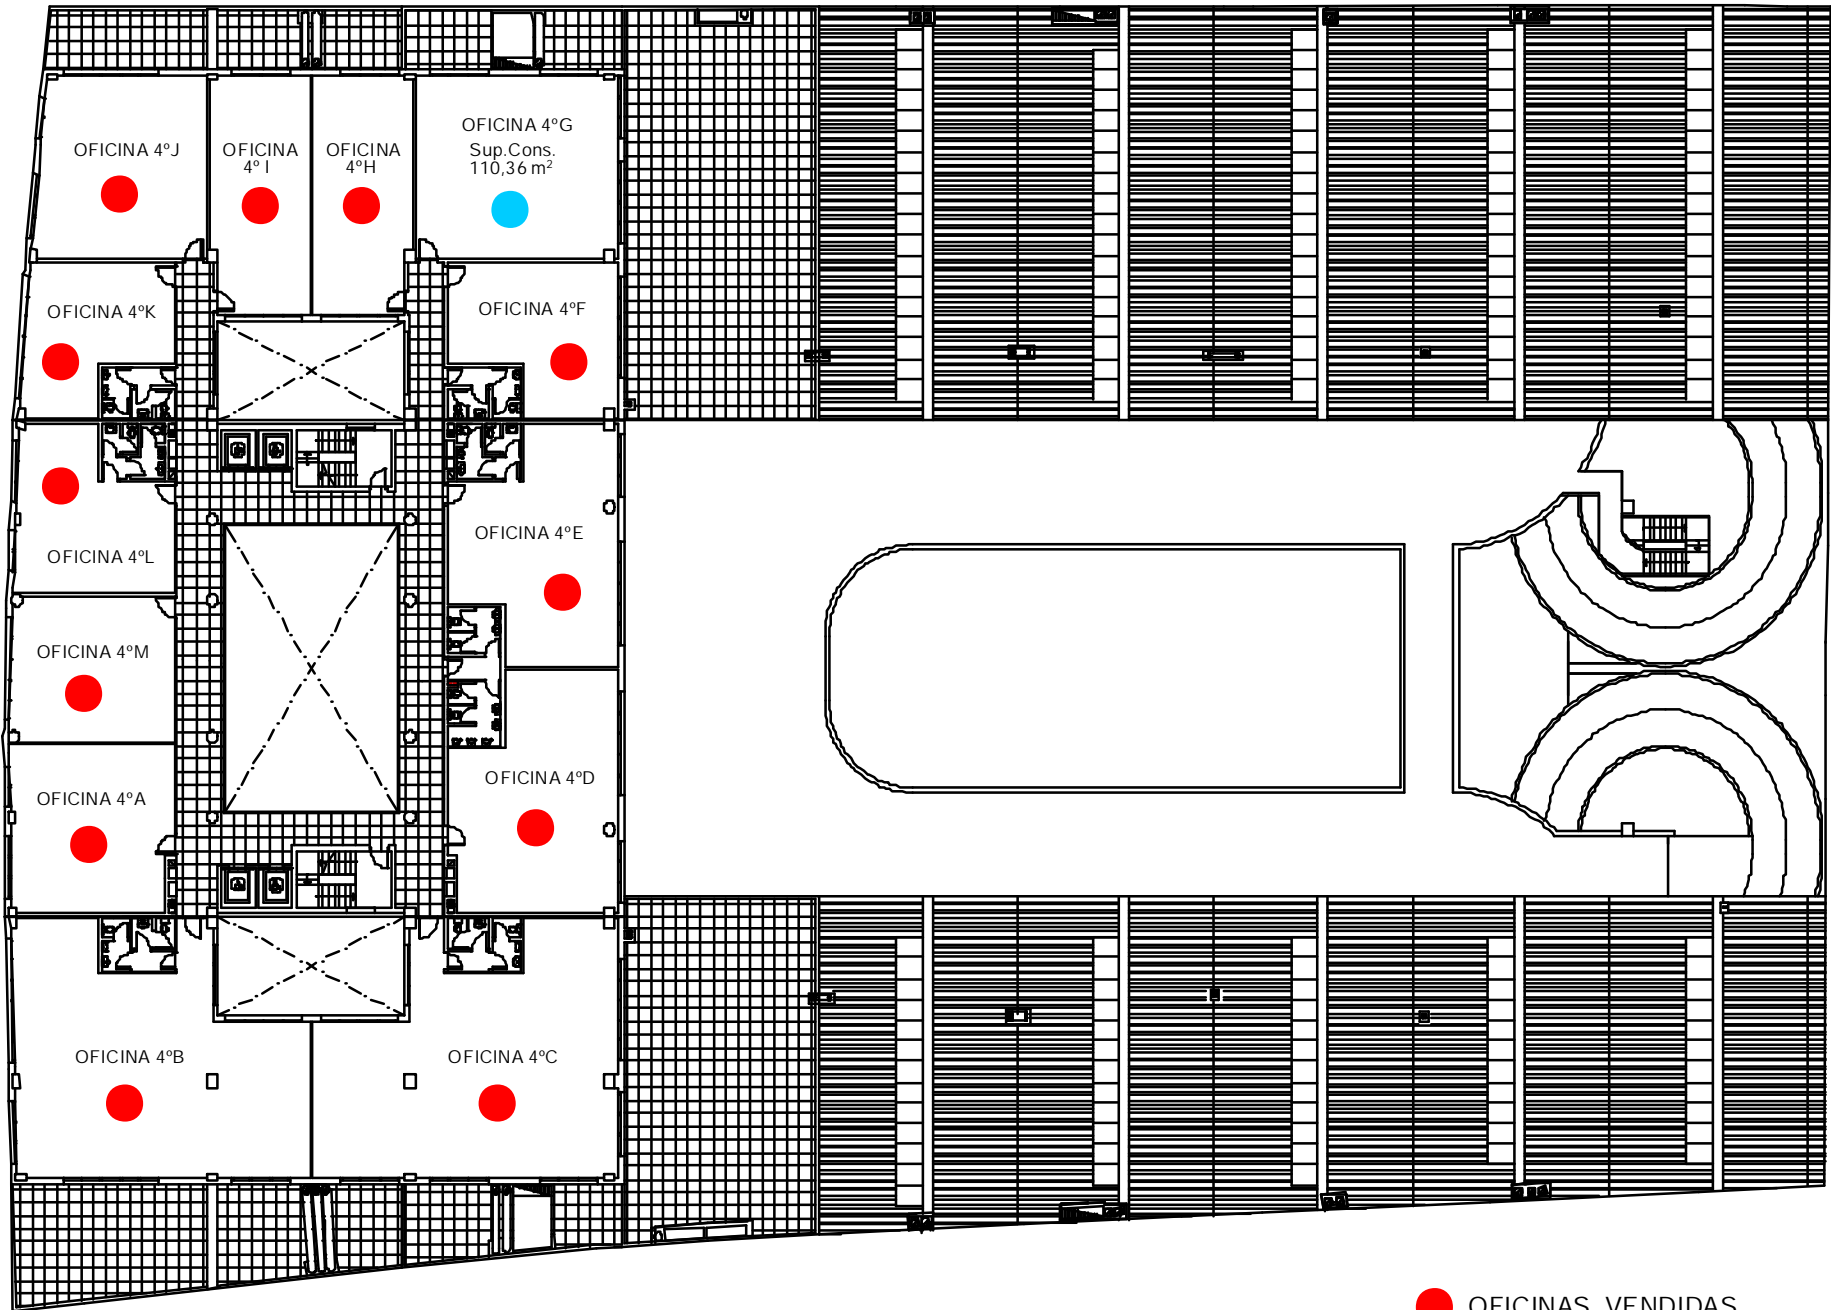 OFICINA 4ºJ
OFICINA
4º I
OFICINA
4ºH
OFICINA 4ºG
Sup.Cons.
110,36 m²
OFICINA 4ºK
OFICINA 4ºF
OFICINA 4ºE
OFICINA 4ºL
OFICINA 4ºM
OFICINA 4ºD
OFICINA 4ºA
OFICINA 4ºB
OFICINA 4ºC
OFICINAS VENDIDAS